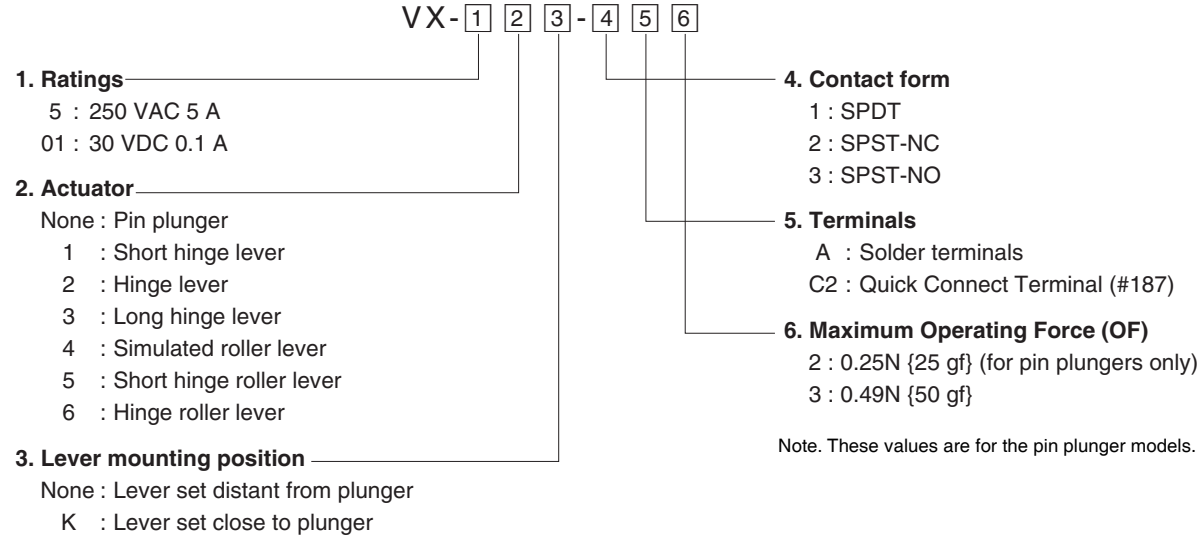 VX-1 2 3-4 5 6
1. Ratings
5 : 250 VAC 5 A
01 : 30 VDC 0.1 A
2. Actuator
None : Pin plunger
1 : Short hinge lever
2 : Hinge lever
3 : Long hinge lever
4 : Simulated roller lever
5 : Short hinge roller lever
6 : Hinge roller lever
3. Lever mounting position
None : Lever set distant from plunger
K : Lever set close to plunger
4. Contact form
1 : SPDT
2 : SPST-NC
3 : SPST-NO
5. Terminals
A : Solder terminals
C2 : Quick Connect Terminal (#187)
6. Maximum Operating Force (OF)
2 : 0.25N {25 gf} (for pin plungers only)
3 : 0.49N {50 gf}
Note. These values are for the pin plunger models.